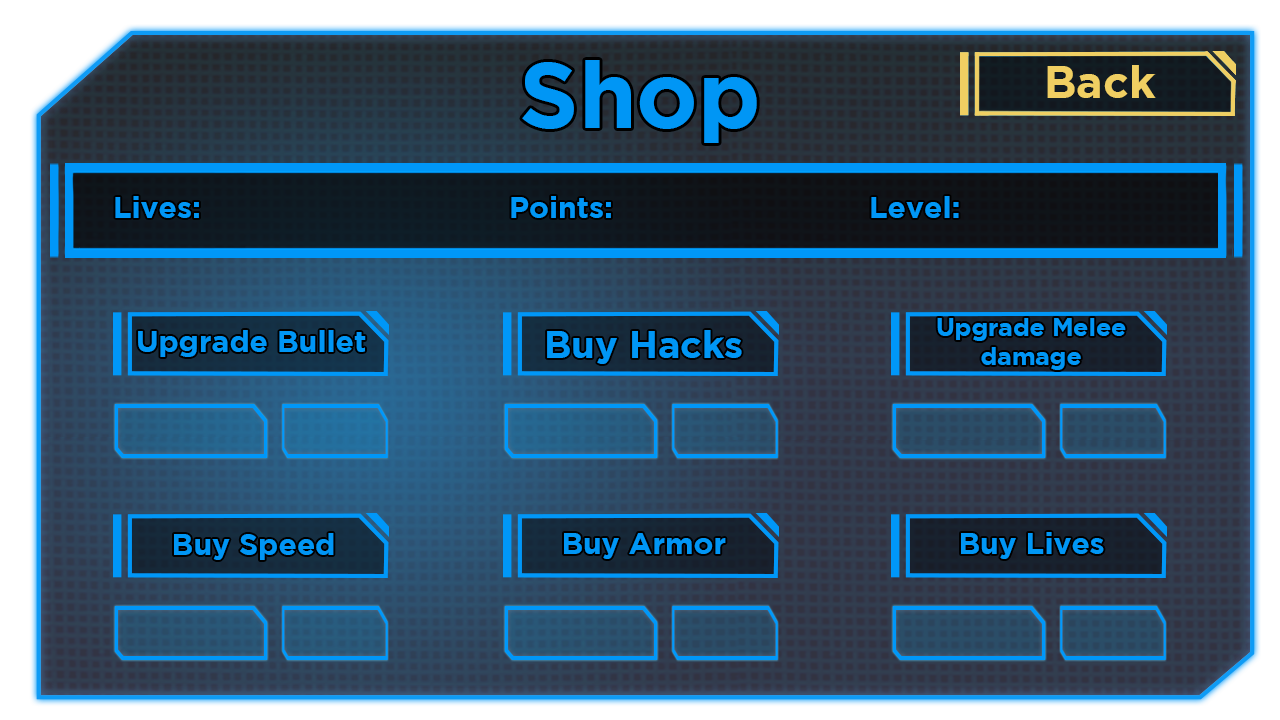 Shop
Back
Lives:
Points:
Level:
Upgrade Bullet
Buy Hacks
Upgrade Melee
damage
Buy Speed
Buy Armor
Buy Lives